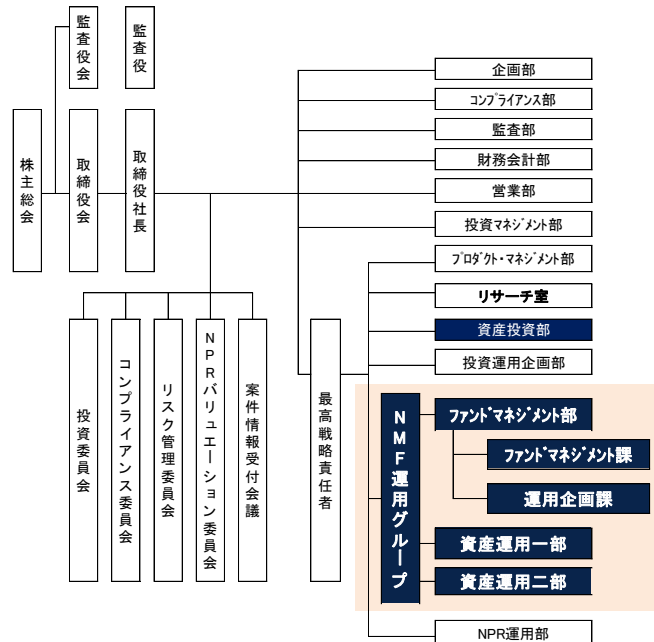 監査役会
監査役
株主総会
取締役会
取締役社長
企画部
コンプライアンス部
監査部
財務会計部
営業部
投資マネジメント部
プロダクト・マネジメント部
リサーチ室
資産投資部
投資運用企画部
投資委員会
コンプライアンス委員会
リスク管理委員会
NPRバリュエーション委員会
案件情報受付会議
最高戦略責任者
NMF運用グループ
ファンドマネジメント部
ファンドマネジメント課
運用企画課
資産運用一部
資産運用二部
NPR運用部